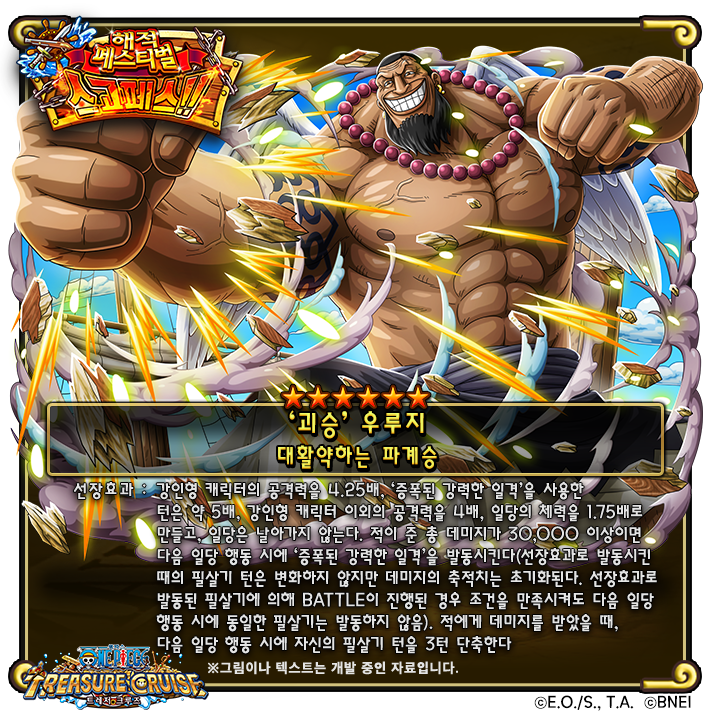 해적
페스티벌
스고페스!!
'괴승' 우루지
대활약하는 파계승
선장효과 : 강인형 캐릭터의 공격력을 4.25배, '증폭된 강력한 일격'을 사용한
턴은 약 5배, 강인형 캐릭터 이외의 공격력을 4배, 일당의 체력을 1.75배로
만들고, 일당은 날아가지 않는다. 적이 준 총 데미지가 30,000 이상이면
다음 일당 행동 시에 '증폭된 강력한 일격'을 발동시킨다(선장효과로 발동시킨
때의 필살기 턴은 변화하지 않지만 데미지의 축적치는 초기화된다. 선장효과로
발동된 필살기에 의해 BATTLE이 진행된 경우 조건을 만족시켜도 다음 일당
행동 시에 동일한 필살기는 발동하지 않음). 적에게 데미지를 받았을 때,
다음 일당 행동 시에 자신의 필살기 턴을 3턴 단축한다
※그림이나 텍스트는 개발 중인 자료입니다.
ONE PIECE
TREASURE CRUISE
트레저 크루즈
©E.O./S., T.A. ©BNEI